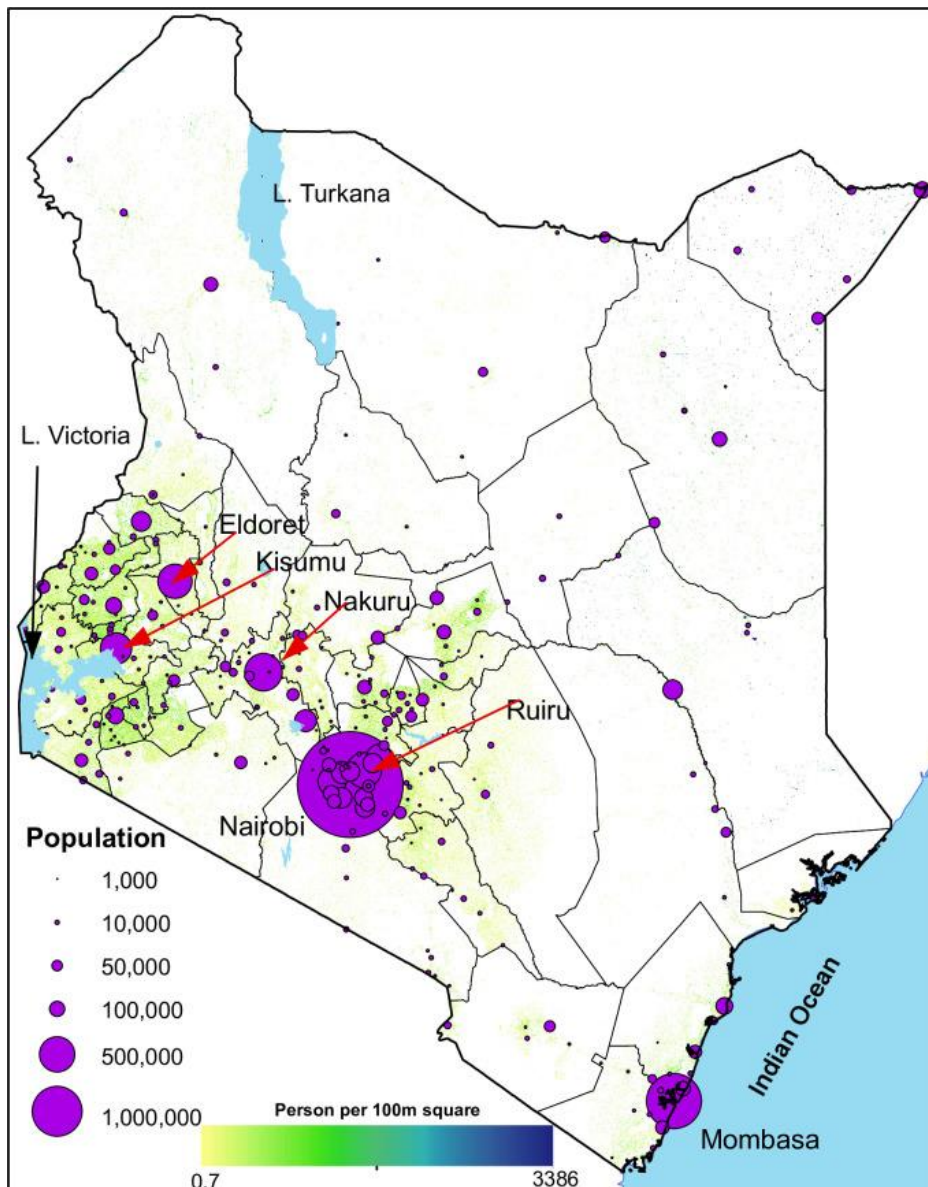 L. Turkana
L. Victoria
Eldoret
Kisumu
Nakuru
Ruiru
Nairobi
Population
1,000
10,000
50,000
100,000
500,000
1,000,000
Person per 100m square
0.7
3386
Indian Ocean
Mombasa